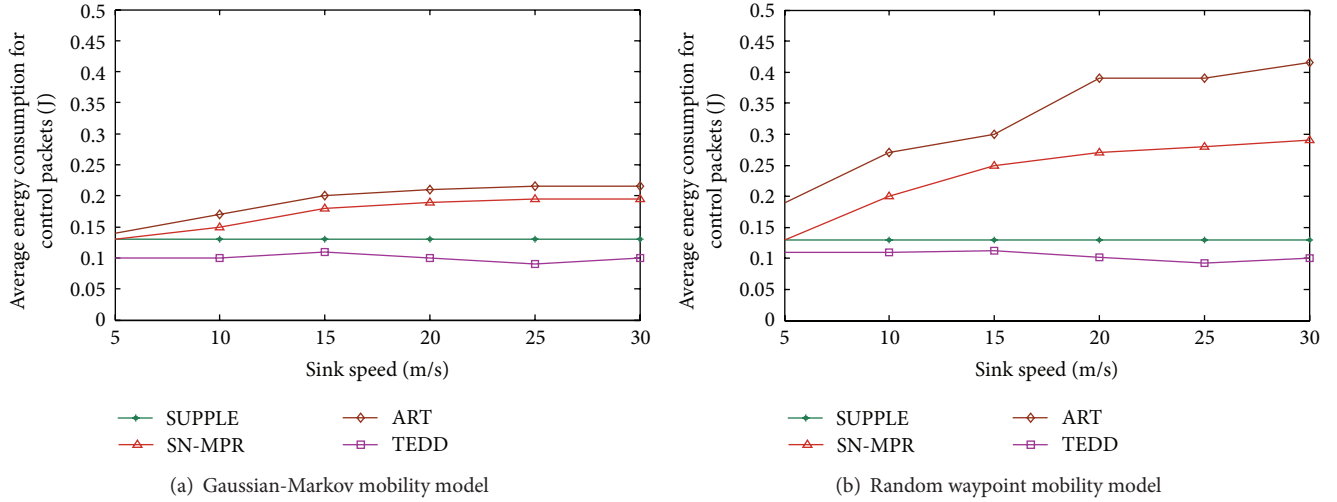 Average energy consumption for
control packets (J)
0.5
0.45
0.4
0.35
0.3
0.25
0.2
0.15
0.1
0.05
0
5 10 15 20 25 30
Sink speed (m/s)
SUPPLE ART
SN-MPR TEDD
(a) Gaussian-Markov mobility model
Average energy consumption for
control packets (J)
0.5
0.45
0.4
0.35
0.3
0.25
0.2
0.15
0.1
0.05
0
5 10 15 20 25 30
Sink speed (m/s)
SUPPLE ART
SN-MPR TEDD
(b) Random waypoint mobility model